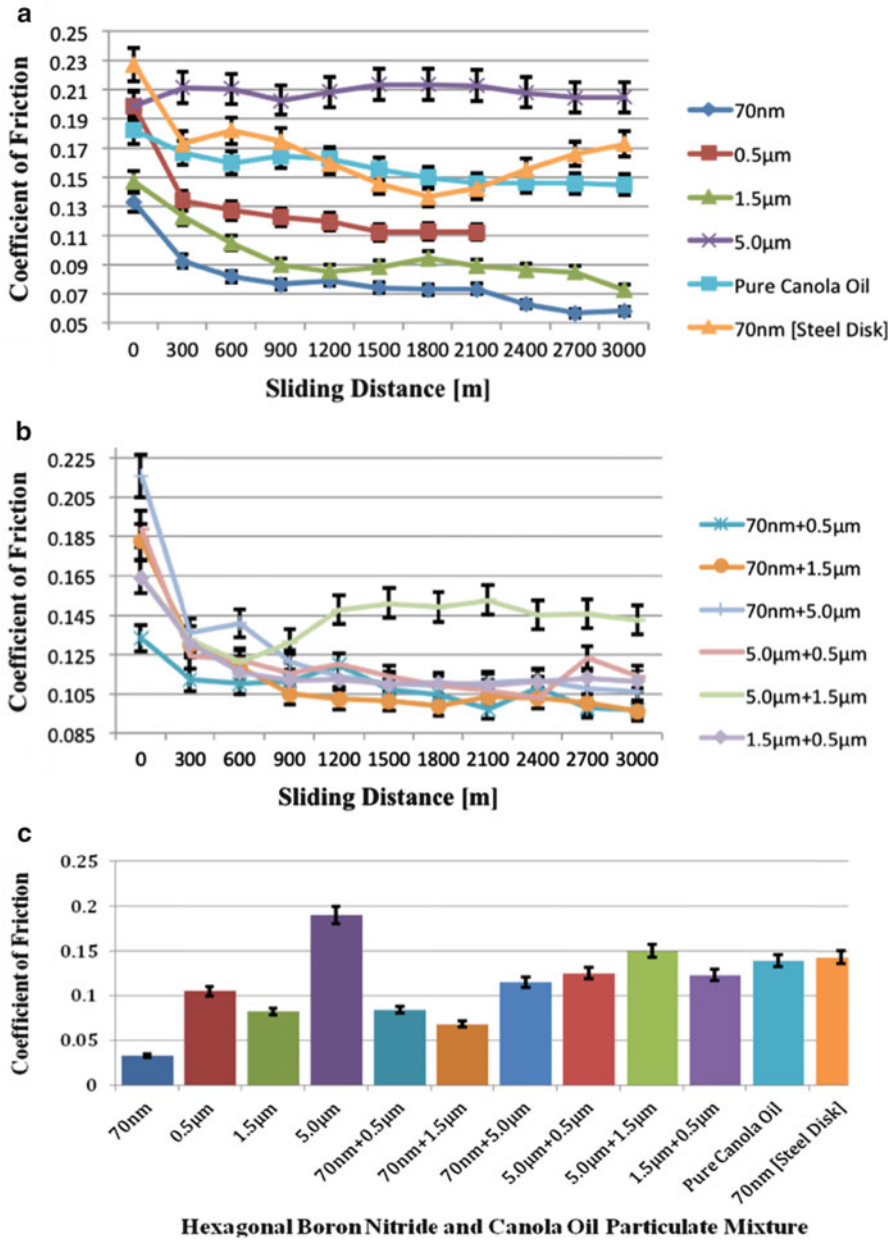 a
0.25
0.23
0.21
0.19
0.17
0.15
0.13
0.11
0.09
0.07
0.05
Coefficient of Friction
0 300 600 900 1200 1500 1800 2100 2400 2700 3000
Sliding Distance [m]
70nm
0.5µm
1.5µm
5.0µm
Pure Canola Oil
70nm [Steel Disk]
b
0.225
0.205
0.185
0.165
0.145
0.125
0.105
0.085
Coefficient of Friction
0 300 600 900 1200 1500 1800 2100 2400 2700 3000
Sliding Distance [m]
70nm+0.5µm
70nm+1.5µm
70nm+5.0µm
5.0µm+0.5µm
5.0µm+1.5µm
1.5µm+0.5µm
c
0.25
0.2
0.15
0.1
0.05
0
Coefficient of Friction
70nm
0.5µm
1.5µm
5.0µm
70nm+0.5µm
70nm+1.5µm
70nm+5.0µm
5.0µm+0.5µm
5.0µm+1.5µm
1.5µm+0.5µm
Pure Canola Oil
70nm [Steel Disk]
Hexagonal Boron Nitride and Canola Oil Particulate Mixture